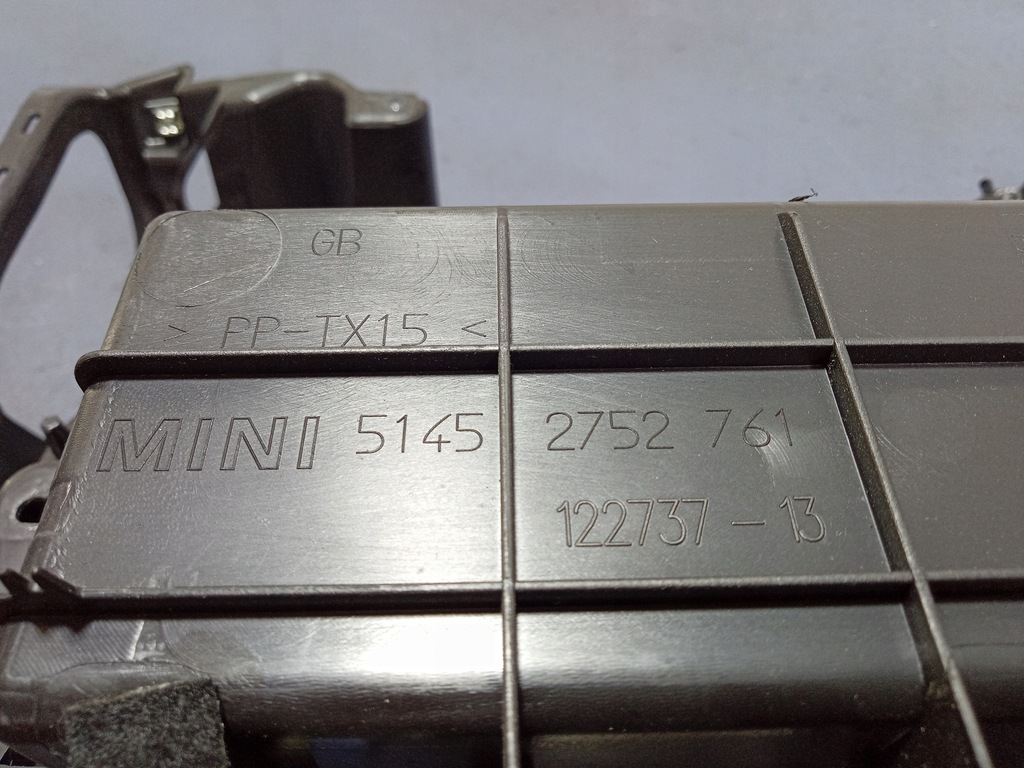 GB
> PP-TX15 <
MINI 5145 2752 761
122737-13